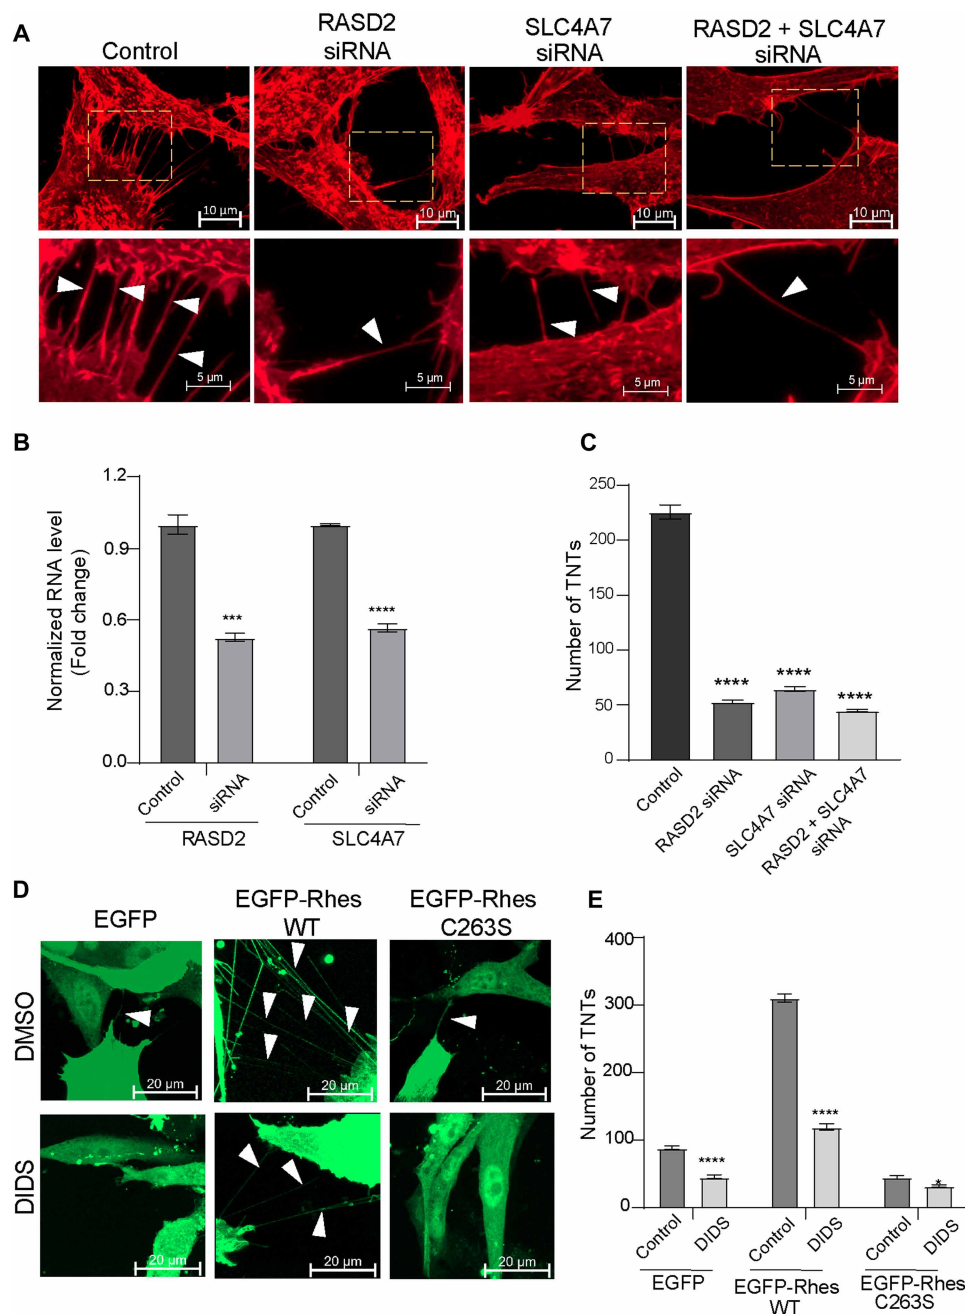 A
Control
RASD2
siRNA
SLC4A7
siRNA
RASD2 + SLC4A7
siRNA
10 µm
10 µm
10 µm
10 µm
5 µm
5 µm
5 µm
5 µm
B
Normalized RNA level
(Fold change)
1.2
0.9
0.6
0.3
0.0
***
****
Control
siRNA
Control
siRNA
RASD2
SLC4A7
C
Number of TNTs
250
200
150
100
50
0
****
****
****
Control
RASD2 siRNA
SLC4A7 siRNA
RASD2 + SLC4A7
siRNA
D
EGFP
EGFP-Rhes
WT
EGFP-Rhes
C263S
DMSO
20 µm
20 µm
20 µm
DIDS
20 µm
20 µm
20 µm
E
Number of TNTs
400
300
200
100
0
****
****
*
Control
DIDS
Control
DIDS
Control
DIDS
EGFP
EGFP-Rhes
WT
EGFP-Rhes
C263S